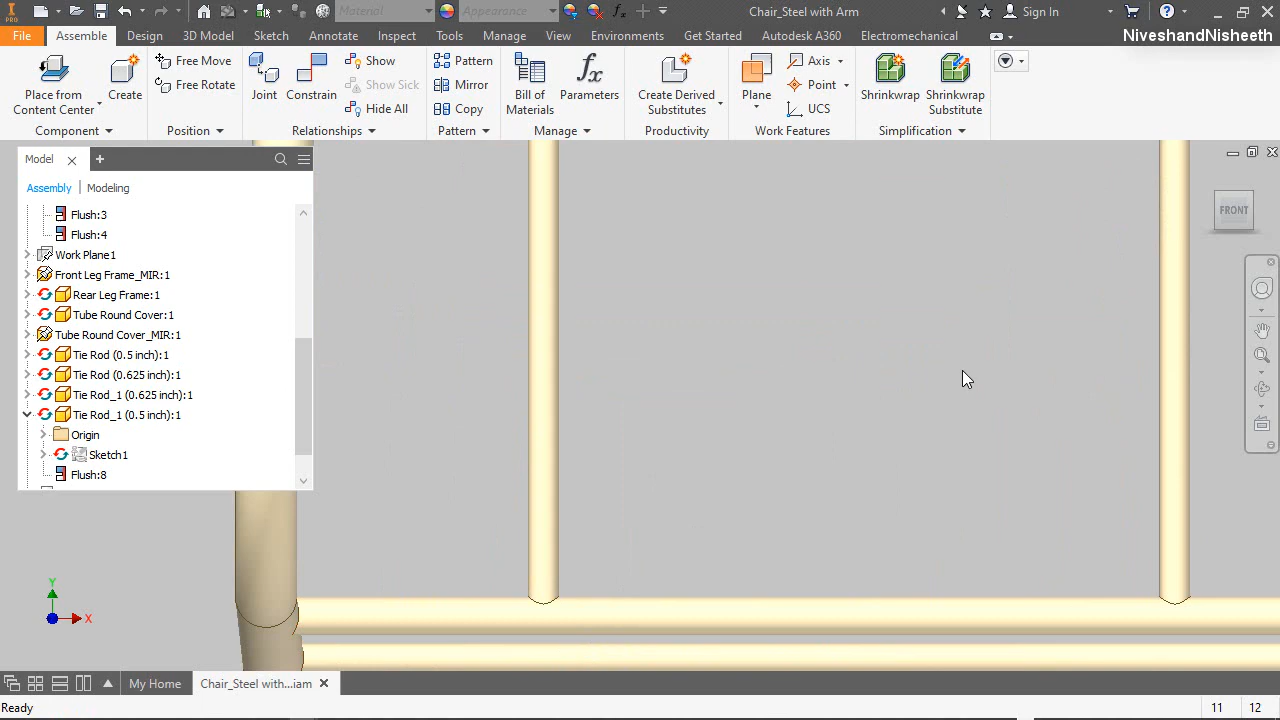 PRO Material Appearance fx Chair_Steel with Arm Sign In ?
File Assemble Design 3D Model Sketch Annotate Inspect Tools Manage View Environments Get Started Autodesk A360 Electromechanical NiveshandNisheeth
Place from Content Center Create Free Move Free Rotate Joint Constrain Show Show Sick Hide All Pattern Mirror Copy Bill of Materials fx Parameters Create Derived Substitutes Plane Axis Point UCS Shrinkwrap Shrinkwrap Substitute
Component Position Relationships Pattern Manage Productivity Work Features Simplification
Model
Assembly Modeling
Flush:3
Flush:4
Work Plane1
Front Leg Frame_MIR:1
Rear Leg Frame:1
Tube Round Cover:1
Tube Round Cover_MIR:1
Tie Rod (0.5 inch):1
Tie Rod (0.625 inch):1
Tie Rod_1 (0.625 inch):1
Tie Rod_1 (0.5 inch):1
Origin
Sketch1
Flush:8
FRONT
Y
X
My Home Chair_Steel with...iam
Ready 11 12